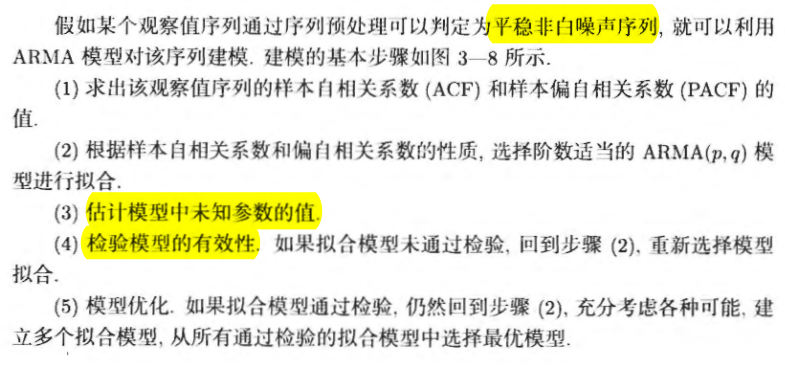 假如某个观察值序列通过序列预处理可以判定为平稳非白噪声序列, 就可以利用
ARMA 模型对该序列建模. 建模的基本步骤如图 3—8 所示.
(1) 求出该观察值序列的样本自相关系数 (ACF) 和样本偏自相关系数 (PACF) 的
值.
(2) 根据样本自相关系数和偏自相关系数的性质, 选择阶数适当的 ARMA(p, q) 模
型进行拟合.
(3) 估计模型中未知参数的值.
(4) 检验模型的有效性. 如果拟合模型未通过检验, 回到步骤 (2), 重新选择模型
拟合.
(5) 模型优化. 如果拟合模型通过检验, 仍然回到步骤 (2), 充分考虑各种可能, 建
立多个拟合模型, 从所有通过检验的拟合模型中选择最优模型.